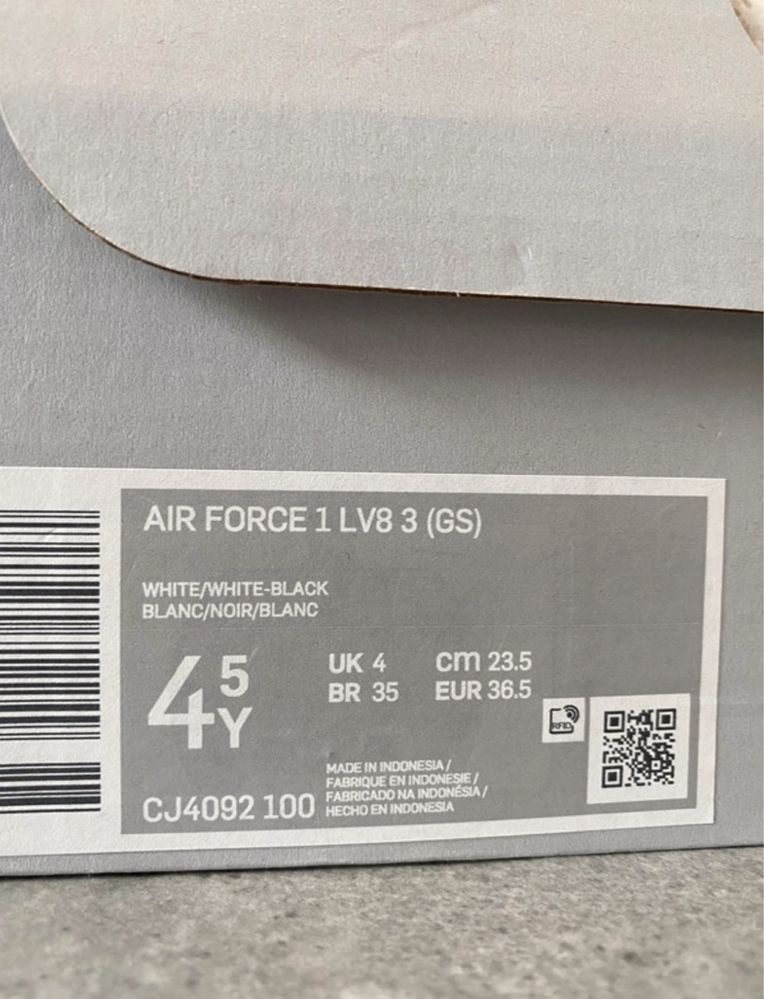 AIR FORCE 1 LV8 3 (GS)
WHITE/WHITE-BLACK
BLANC/NOIR/BLANC
4 5 Y
UK 4 cm 23.5
BR 35 EUR 36.5
RFID
MADE IN INDONESIA /
FABRIQUE EN INDONESIE /
FABRICADO NA INDONÉSIA /
HECHO EN INDONESIA
CJ4092 100